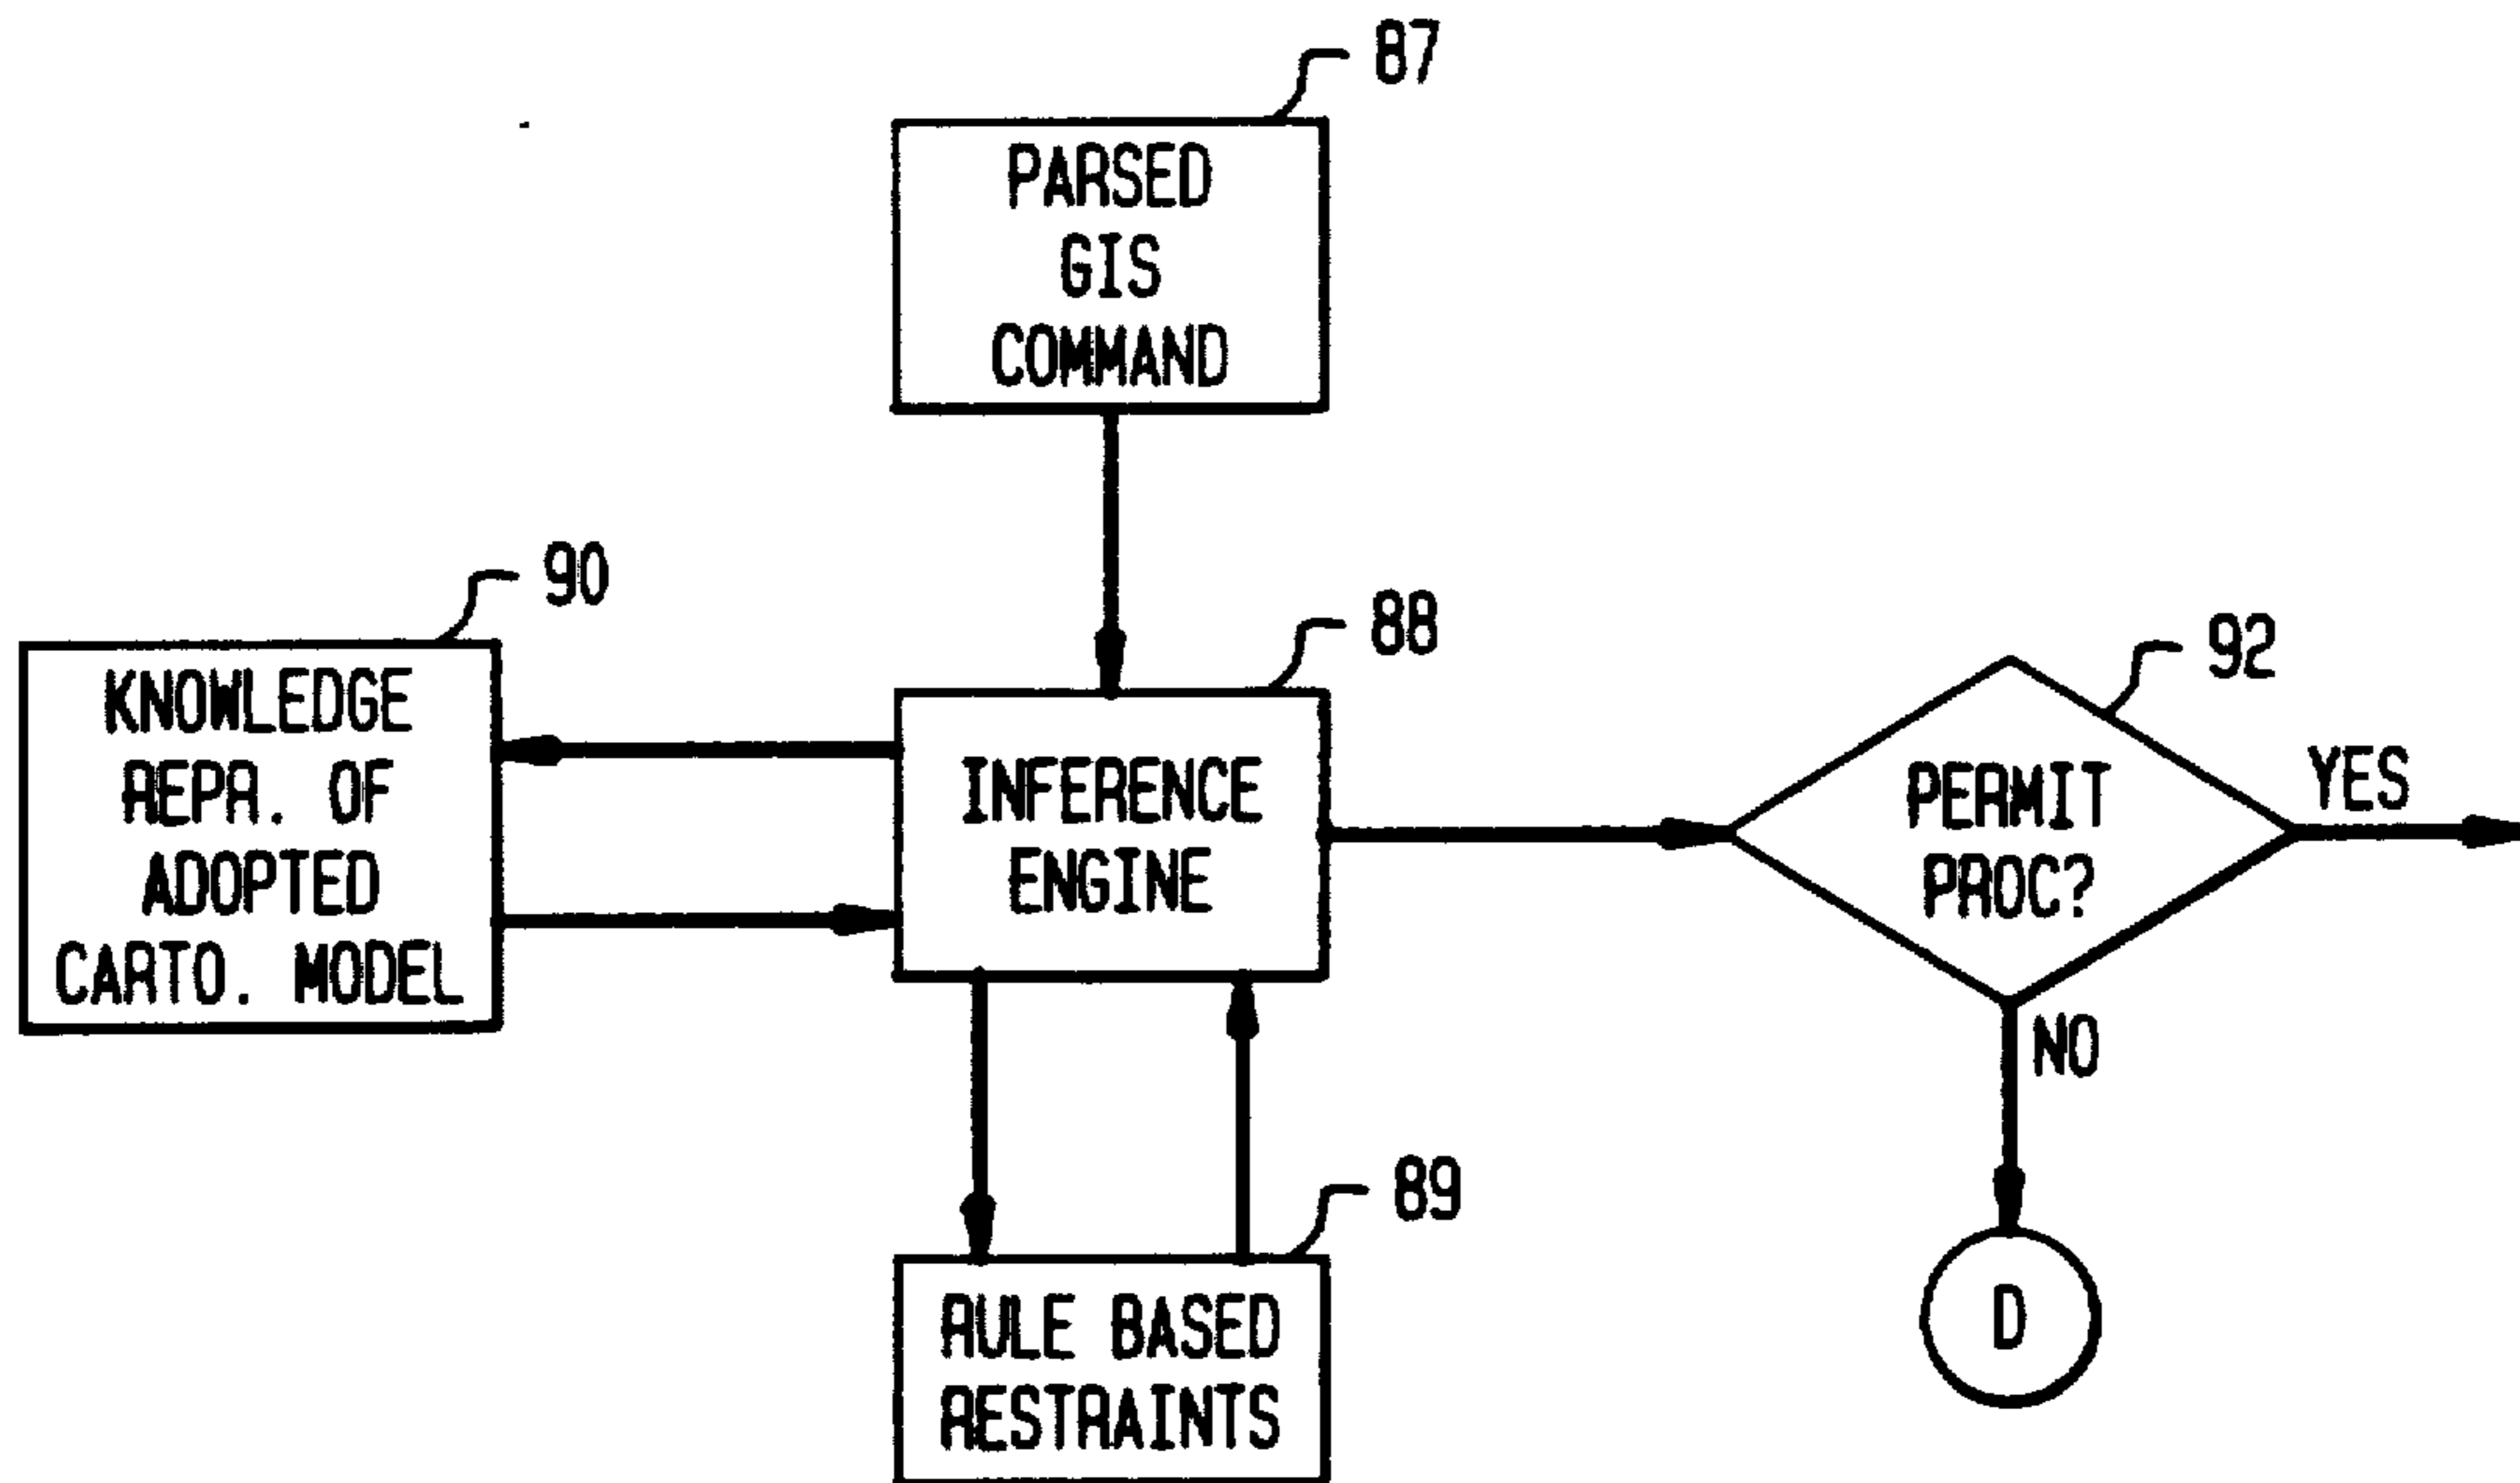 87
PARSED
GIS
COMMAND
90
KNOWLEDGE
REPR. OF
ADOPTED
CARTO. MODEL
88
INFERENCE
ENGINE
92
PERMIT
PROC?
YES
NO
D
89
RULE BASED
RESTRAINTS